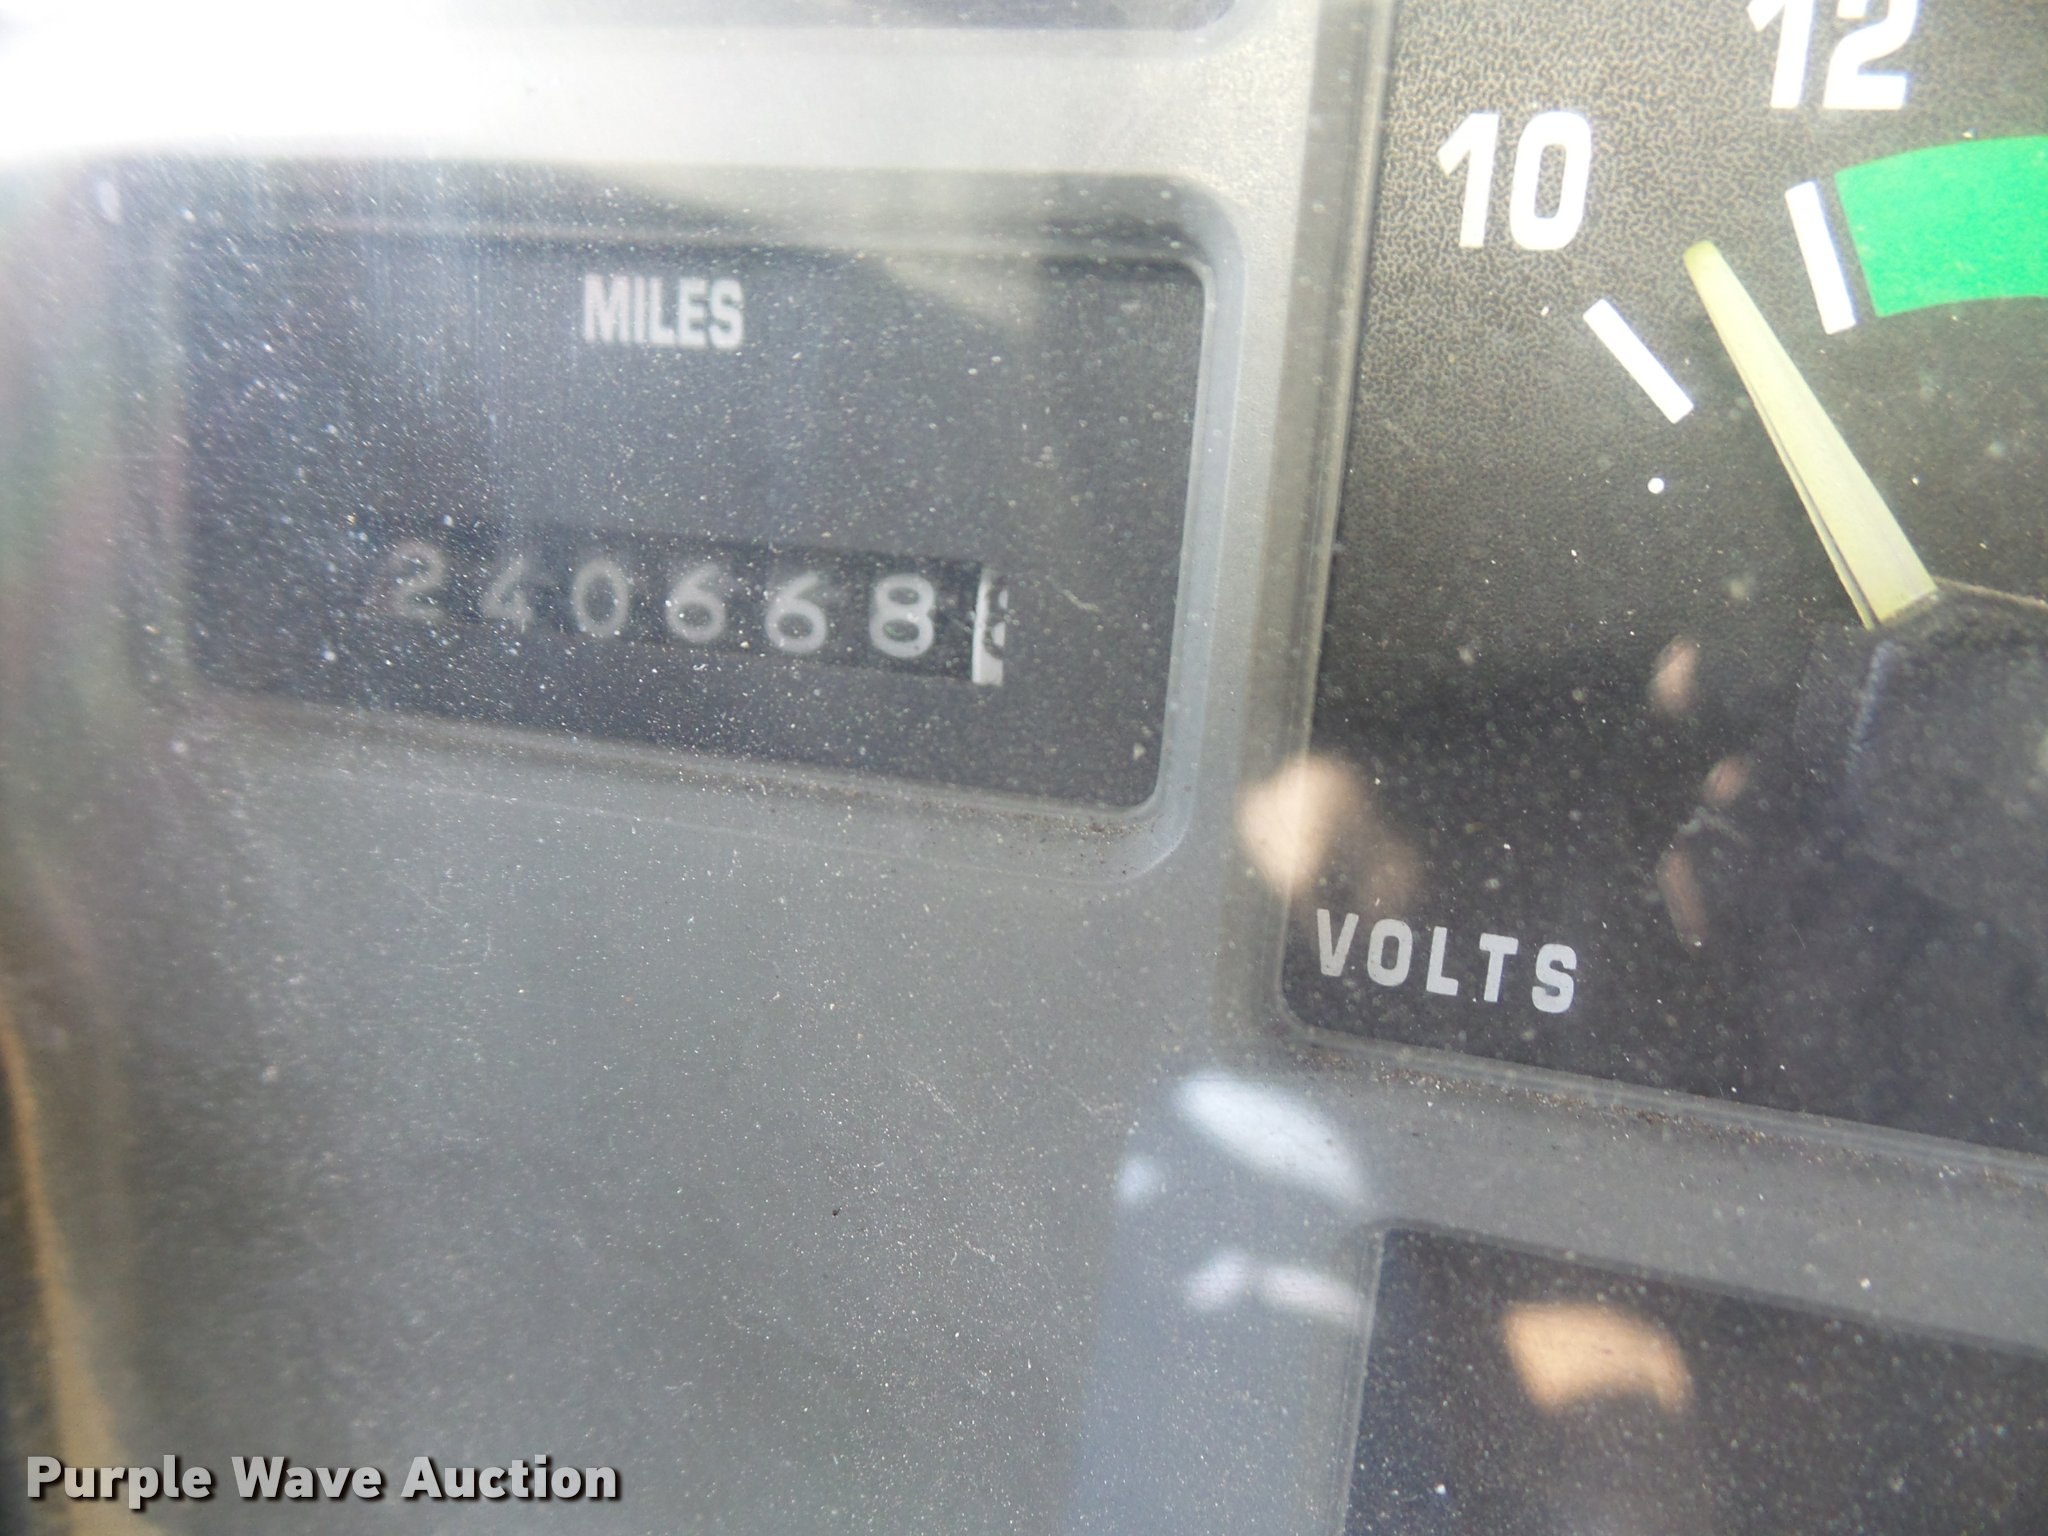 12
10
MILES
240668
VOLTS
Purple Wave Auction